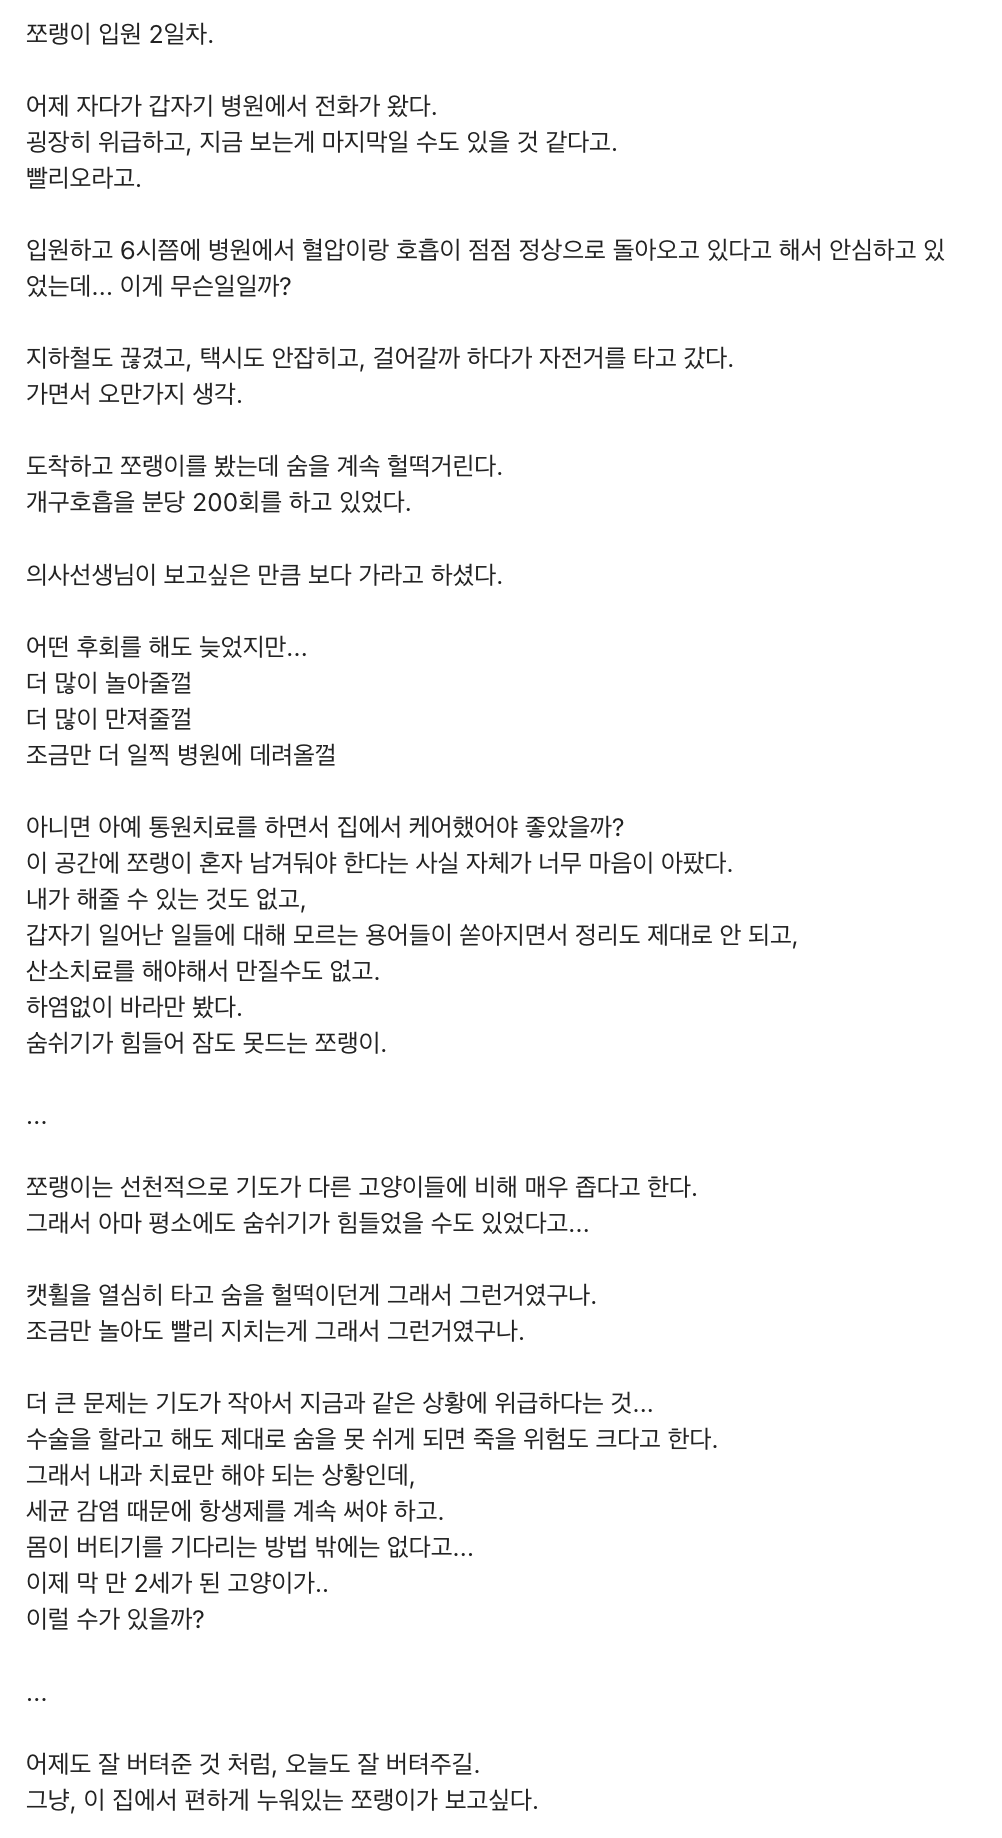 쪼랭이 입원 2일차.
어제 자다가 갑자기 병원에서 전화가 왔다.
굉장히 위급하고, 지금 보는게 마지막일 수도 있을 것 같다고.
빨리오라고.
입원하고 6시쯤에 병원에서 혈압이랑 호흡이 점점 정상으로 돌아오고 있다고 해서 안심하고 있
었는데... 이게 무슨일일까?
지하철도 끊겼고, 택시도 안잡히고, 걸어갈까 하다가 자전거를 타고 갔다.
가면서 오만가지 생각.
도착하고 쪼랭이를 봤는데 숨을 계속 헐떡거린다.
개구호흡을 분당 200회를 하고 있었다.
의사선생님이 보고싶은 만큼 보다 가라고 하셨다.
어떤 후회를 해도 늦었지만...
더 많이 놀아줄껄
더 많이 만져줄껄
조금만 더 일찍 병원에 데려올껄
아니면 아예 통원치료를 하면서 집에서 케어했어야 좋았을까?
이 공간에 쪼랭이 혼자 남겨둬야 한다는 사실 자체가 너무 마음이 아팠다.
내가 해줄 수 있는 것도 없고,
갑자기 일어난 일들에 대해 모르는 용어들이 쏟아지면서 정리도 제대로 안 되고,
산소치료를 해야해서 만질수도 없고.
하염없이 바라만 봤다.
숨쉬기가 힘들어 잠도 못드는 쪼랭이.
...
쪼랭이는 선천적으로 기도가 다른 고양이들에 비해 매우 좁다고 한다.
그래서 아마 평소에도 숨쉬기가 힘들었을 수도 있었다고...
캣휠을 열심히 타고 숨을 헐떡이던게 그래서 그런거였구나.
조금만 놀아도 빨리 지치는게 그래서 그런거였구나.
더 큰 문제는 기도가 작아서 지금과 같은 상황에 위급하다는 것...
수술을 할라고 해도 제대로 숨을 못 쉬게 되면 죽을 위험도 크다고 한다.
그래서 내과 치료만 해야 되는 상황인데,
세균 감염 때문에 항생제를 계속 써야 하고.
몸이 버티기를 기다리는 방법 밖에는 없다고...
이제 막 만 2세가 된 고양이가..
이럴 수가 있을까?
...
어제도 잘 버텨준 것 처럼, 오늘도 잘 버텨주길.
그냥, 이 집에서 편하게 누워있는 쪼랭이가 보고싶다.